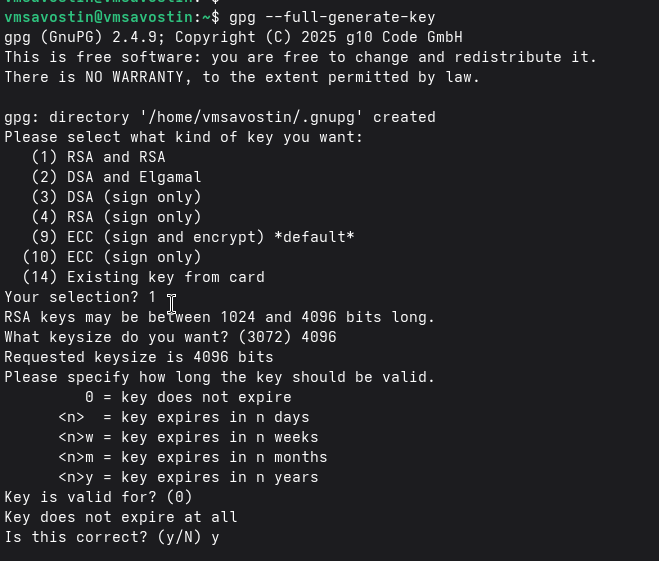 vmsavostin@vmsavostin:~$
vmsavostin@vmsavostin:~$ gpg --full-generate-key
gpg (GnuPG) 2.4.9; Copyright (C) 2025 g10 Code GmbH
This is free software: you are free to change and redistribute it.
There is NO WARRANTY, to the extent permitted by law.
gpg: directory '/home/vmsavostin/.gnupg' created
Please select what kind of key you want:
   (1) RSA and RSA
   (2) DSA and Elgamal
   (3) DSA (sign only)
   (4) RSA (sign only)
   (9) ECC (sign and encrypt) *default*
  (10) ECC (sign only)
  (14) Existing key from card
Your selection? 1
RSA keys may be between 1024 and 4096 bits long.
What keysize do you want? (3072) 4096
Requested keysize is 4096 bits
Please specify how long the key should be valid.
         0 = key does not expire
      <n>  = key expires in n days
      <n>w = key expires in n weeks
      <n>m = key expires in n months
      <n>y = key expires in n years
Key is valid for? (0)
Key does not expire at all
Is this correct? (y/N) y